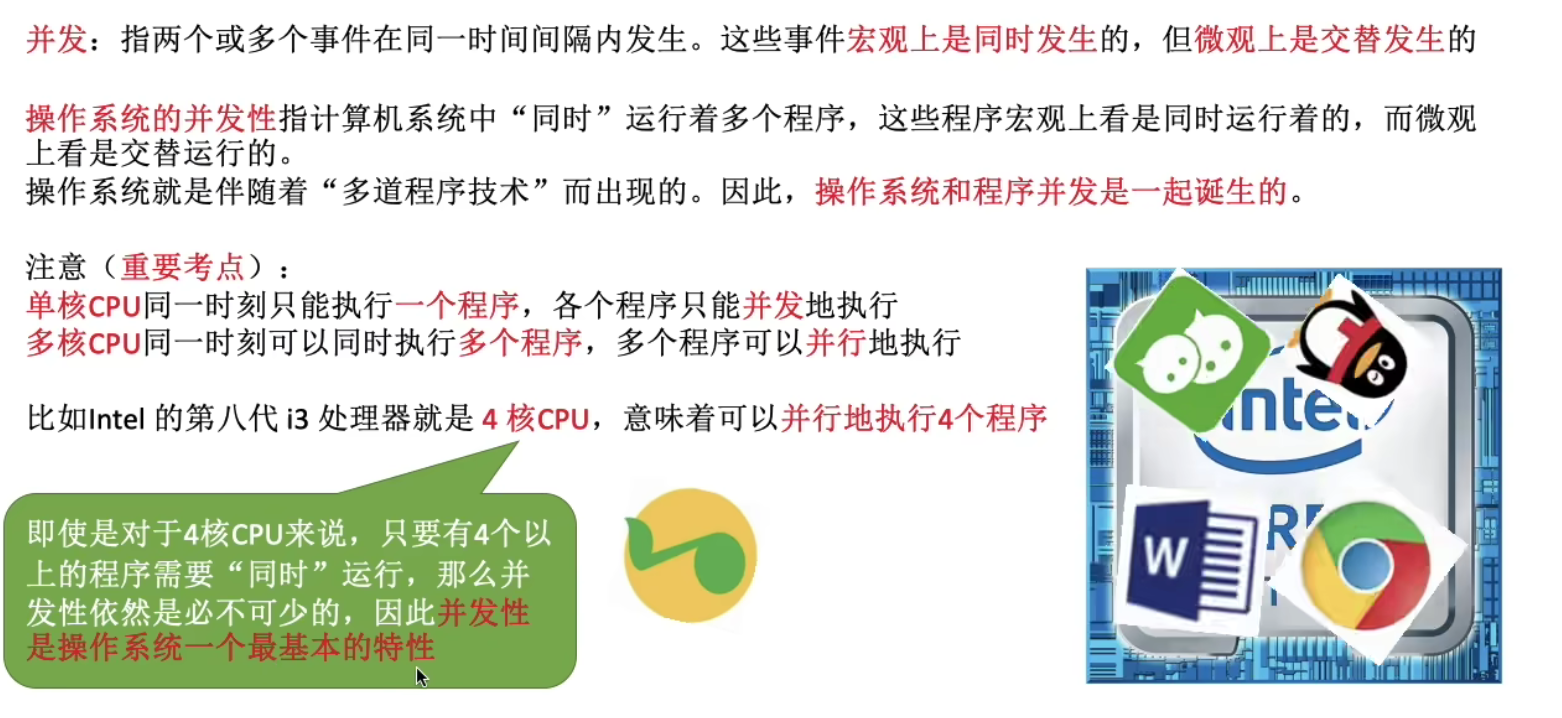 并发：指两个或多个事件在同一时间间隔内发生。这些事件宏观上是同时发生的，但微观上是交替发生的
操作系统的并发性指计算机系统中“同时”运行着多个程序，这些程序宏观上看是同时运行着的，而微观
上看是交替运行的。
操作系统就是伴随着“多道程序技术”而出现的。因此，操作系统和程序并发是一起诞生的。
注意（重要考点）：
单核CPU同一时刻只能执行一个程序，各个程序只能并发地执行
多核CPU同一时刻可以同时执行多个程序，多个程序可以并行地执行
比如Intel 的第八代 i3 处理器就是 4 核CPU，意味着可以并行地执行4个程序
即使是对于4核CPU来说，只要有4个以
上的程序需要“同时”运行，那么并
发性依然是必不可少的，因此并发性
是操作系统一个最基本的特性
intel
W